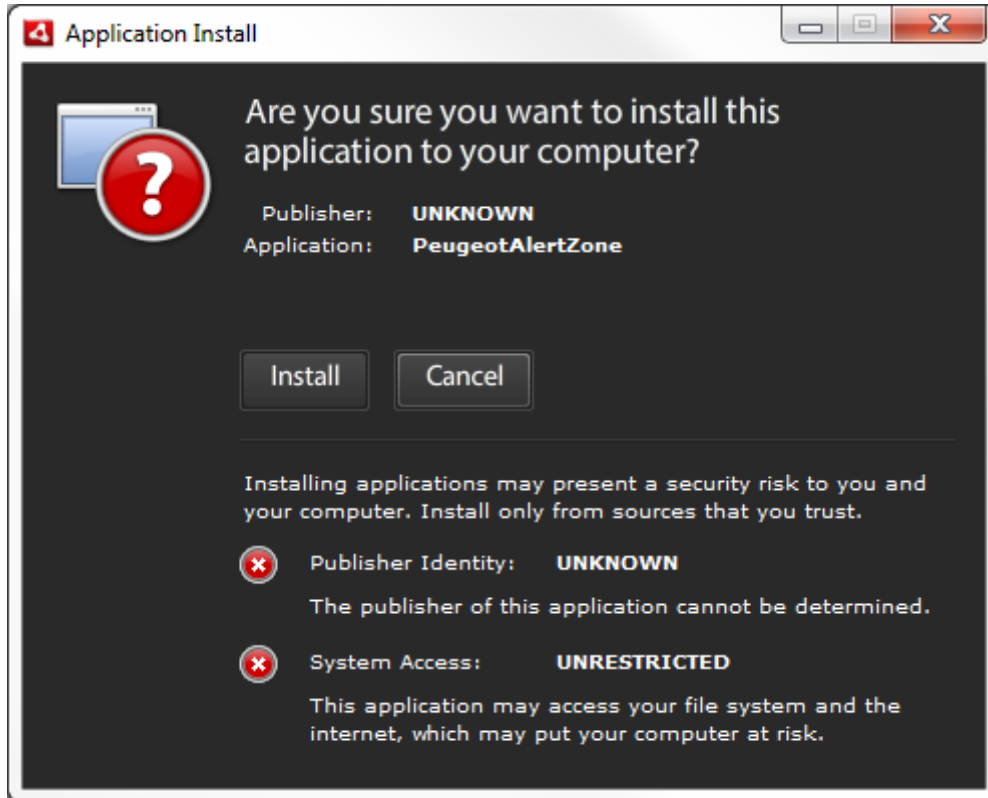 Application Install
Are you sure you want to install this
application to your computer?
Publisher: UNKNOWN
Application: PeugeotAlertZone
Install Cancel
Installing applications may present a security risk to you and
your computer. Install only from sources that you trust.
Publisher Identity: UNKNOWN
The publisher of this application cannot be determined.
System Access: UNRESTRICTED
This application may access your file system and the
internet, which may put your computer at risk.